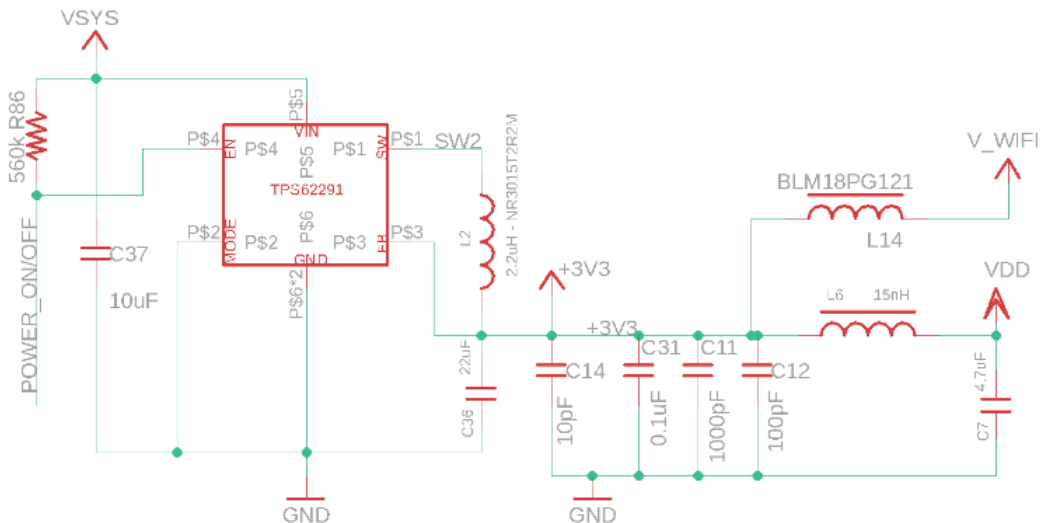 VSYS
560k R86
POWER_ON/OFF
C37
10uF
P$4
EN
P$4
P$2
MODE
P$2
P$5
VIN
P$5
TPS62291
P$6
GND
P$6*2
P$1
SW
P$1
P$3
FB
P$3
SW2
L2
2.2uH - NR3015T2R2M
22uF
C36
GND
+3V3
+3V3
C14
10pF
C31
0.1uF
C11
1000pF
C12
100pF
GND
BLM18PG121
L14
V_WIFI
L6
15nH
VDD
4.7uF
C7